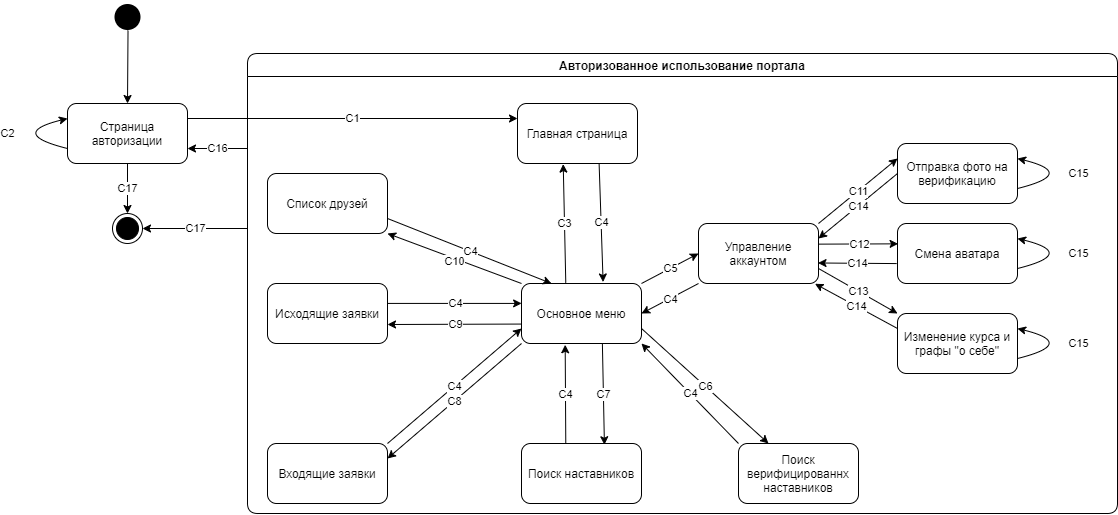 Авторизованное использование портала
Страница
авторизации
C1
Главная страница
C2
C16
Отправка фото на
верификацию
C15
C11
C14
C17
Список друзей
C3
C4
C17
C4
C10
Управление
аккаунтом
C12
C14
Смена аватара
C15
C5
C4
C13
C14
Исходящие заявки
C4
C9
Основное меню
Изменение курса и
графы "о себе"
C15
C4
C8
C4
C7
C6
C4
Входящие заявки
Поиск наставников
Поиск
верифицированнх
наставников